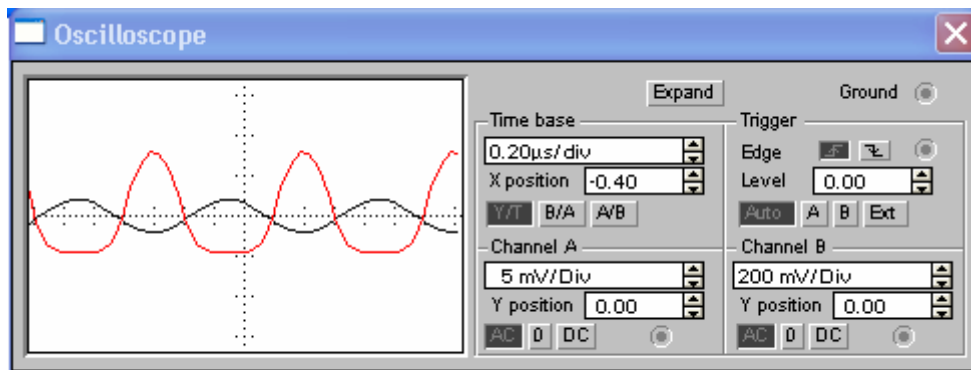 Oscilloscope
Expand
Ground
Time base
0.20µs/div
X position -0.40
Y/T B/A A/B
Trigger
Edge
Level 0.00
Auto A B Ext
Channel A
5 mV/Div
Y position 0.00
AC 0 DC
Channel B
200 mV/Div
Y position 0.00
AC 0 DC